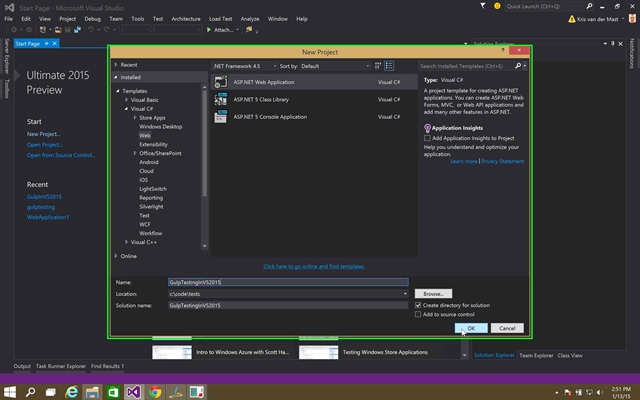 Start Page - Microsoft Visual Studio
Quick Launch (Ctrl+Q)
File Edit View Project Debug Team Tools Test Architecture Load Test Analyze Window Help
Kris van der Mast
Attach...
Server Explorer
Toolbox
Start Page
Solution Explorer
Notifications
Ultimate 2015
Preview
Start
New Project...
Open Project...
Open from Source Control...
Recent
GulpInVS2015
gulptesting
WebApplication1
New Project
Recent
Installed
Templates
Visual Basic
Visual C#
Store Apps
Windows Desktop
Web
Extensibility
Office/SharePoint
Android
Cloud
iOS
LightSwitch
Reporting
Silverlight
Test
WCF
Workflow
Visual C++
Online
.NET Framework 4.5 Sort by: Default
Search Installed Templates (Ctrl+E)
ASP.NET Web Application Visual C#
ASP.NET 5 Class Library Visual C#
ASP.NET 5 Console Application Visual C#
Type: Visual C#
A project template for creating ASP.NET
applications. You can create ASP.NET Web
Forms, MVC, or Web API applications and
add many other features in ASP.NET.
Application Insights
Add Application Insights to Project
Help you understand and optimize your
application.
Learn more | Privacy Statement
Click here to go online and find templates.
Name: GulpTestingInVS2015
Location: c:\code\tests
Browse...
Solution name: GulpTestingInVS2015
Create directory for solution
Add to source control
OK Cancel
Intro to Windows Azure with Scott Ha...
Testing Windows Store Applications
Solution Explorer Team Explorer Class View
Output Task Runner Explorer Find Results 1
2:51 PM
1/13/15